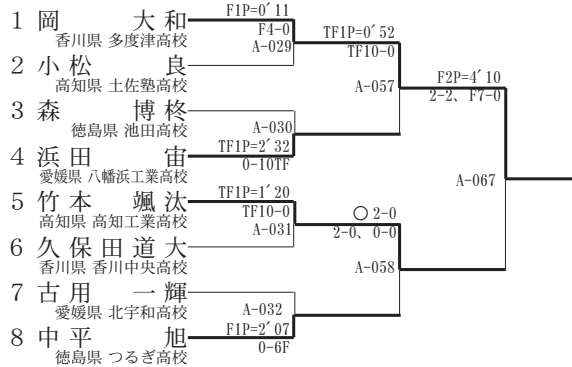 1 岡 大和
香川県 多度津高校
2 小松 良
高知県 土佐塾高校
3 森 博柊
徳島県 池田高校
4 浜田 宙
愛媛県 八幡浜工業高校
5 竹本 颯汰
高知県 高知工業高校
6 久保田道大
香川県 香川中央高校
7 古用 一輝
愛媛県 北宇和高校
8 中平 旭
徳島県 つるぎ高校
F1P=0′11
F4-0
A-029
A-030
TF1P=2′32
0-10TF
TF1P=1′20
TF10-0
A-031
A-032
F1P=2′07
0-6F
TF1P=0′52
TF10-0
A-057
○ 2-0
2-0、0-0
A-058
F2P=4′10
2-2、F7-0
A-067